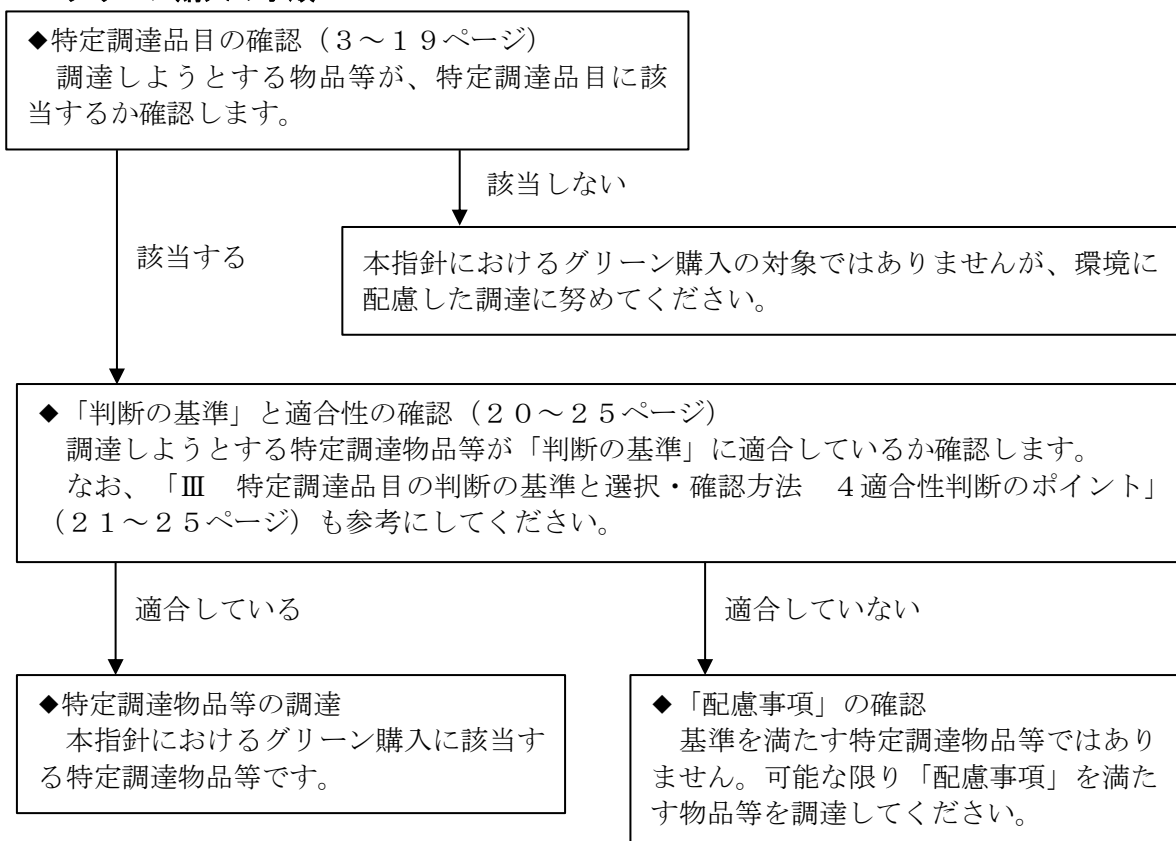 ◆特定調達品目の確認（３～１９ページ）
調達しようとする物品等が、特定調達品目に該
当するか確認します。
該当しない
該当する
本指針におけるグリーン購入の対象ではありませんが、環境に
配慮した調達に努めてください。
◆「判断の基準」と適合性の確認（２０～２５ページ）
調達しようとする特定調達物品等が「判断の基準」に適合しているか確認します。
なお、「Ⅲ　特定調達品目の判断の基準と選択・確認方法　４適合性判断のポイント」
（２１～２５ページ）も参考にしてください。
適合している
適合していない
◆特定調達物品等の調達
本指針におけるグリーン購入に該当す
る特定調達物品等です。
◆「配慮事項」の確認
基準を満たす特定調達物品等ではあり
ません。可能な限り「配慮事項」を満た
す物品等を調達してください。